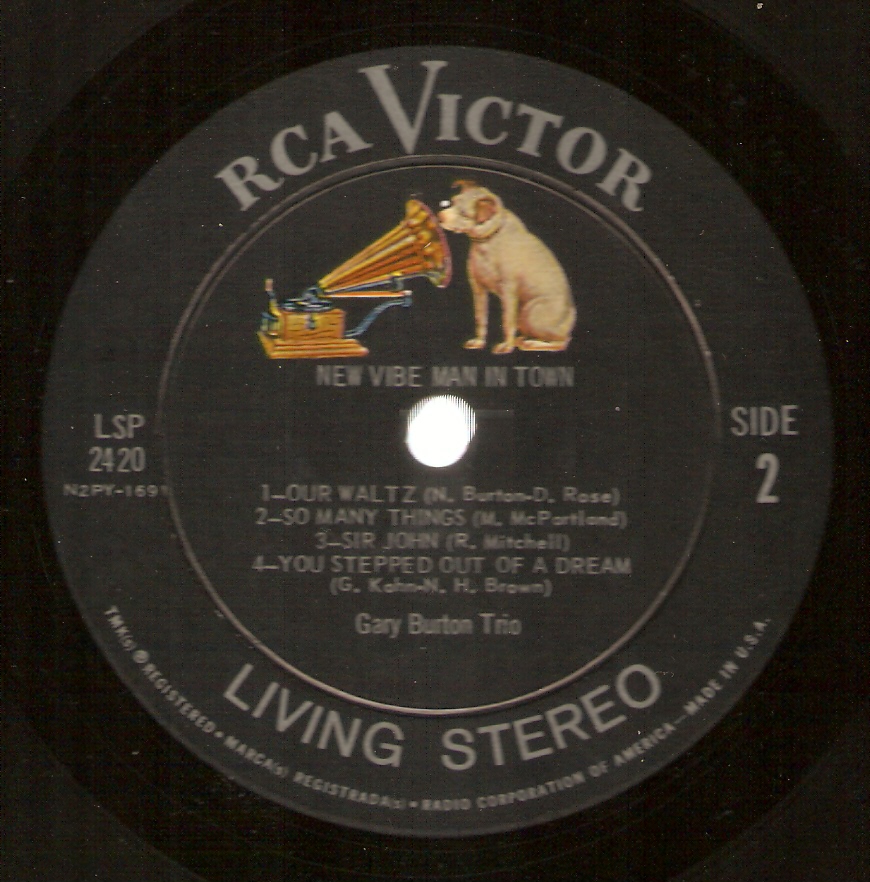 RCA VICTOR
NEW VIBE MAN IN TOWN
LSP
2420
N2PY-1691
SIDE
2
1—OUR WALTZ (N. Burton-D. Rose)
2—SO MANY THINGS (M. McPartland)
3—SIR JOHN (R. Mitchell)
4—YOU STEPPED OUT OF A DREAM
(G. Kahn-N. H. Brown)
Gary Burton Trio
LIVING STEREO
TMK(s) ® REGISTERED • MARCA(s) REGISTRADA(s) • RADIO CORPORATION OF AMERICA—MADE IN U.S.A.